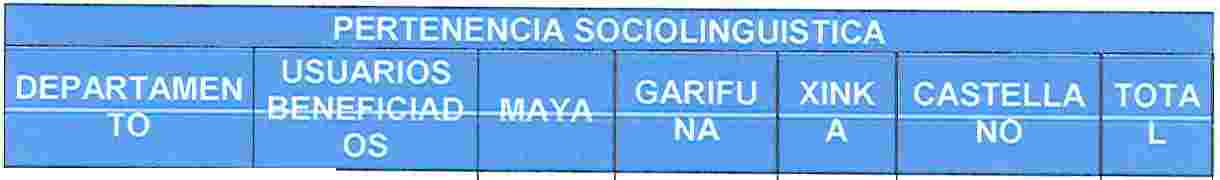 PERTENENCIA SOCIOLINGUISTICA
DEPARTAMEN
TO
USUARIOS
BENEFICIAD
OS
MAYA
GARIFU
NA
XINK
A
CASTELLA
NO
TOTA
L